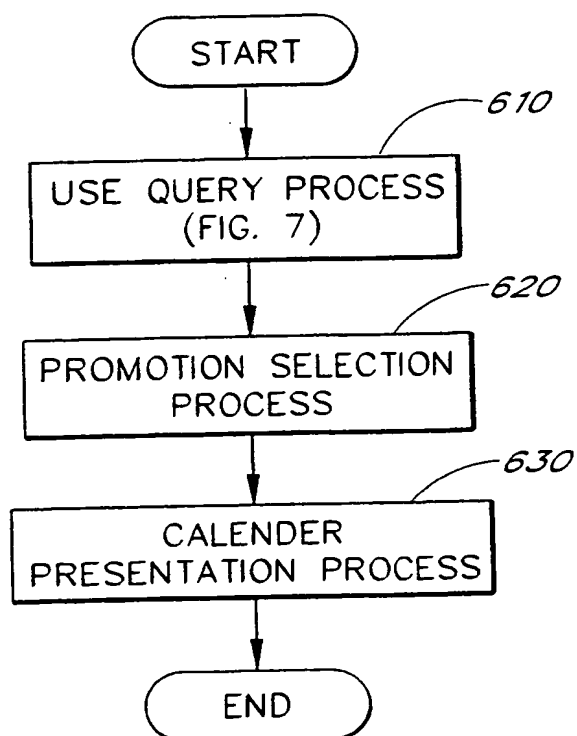 START
610
USE QUERY PROCESS
(FIG. 7)
620
PROMOTION SELECTION
PROCESS
630
CALENDER
PRESENTATION PROCESS
END